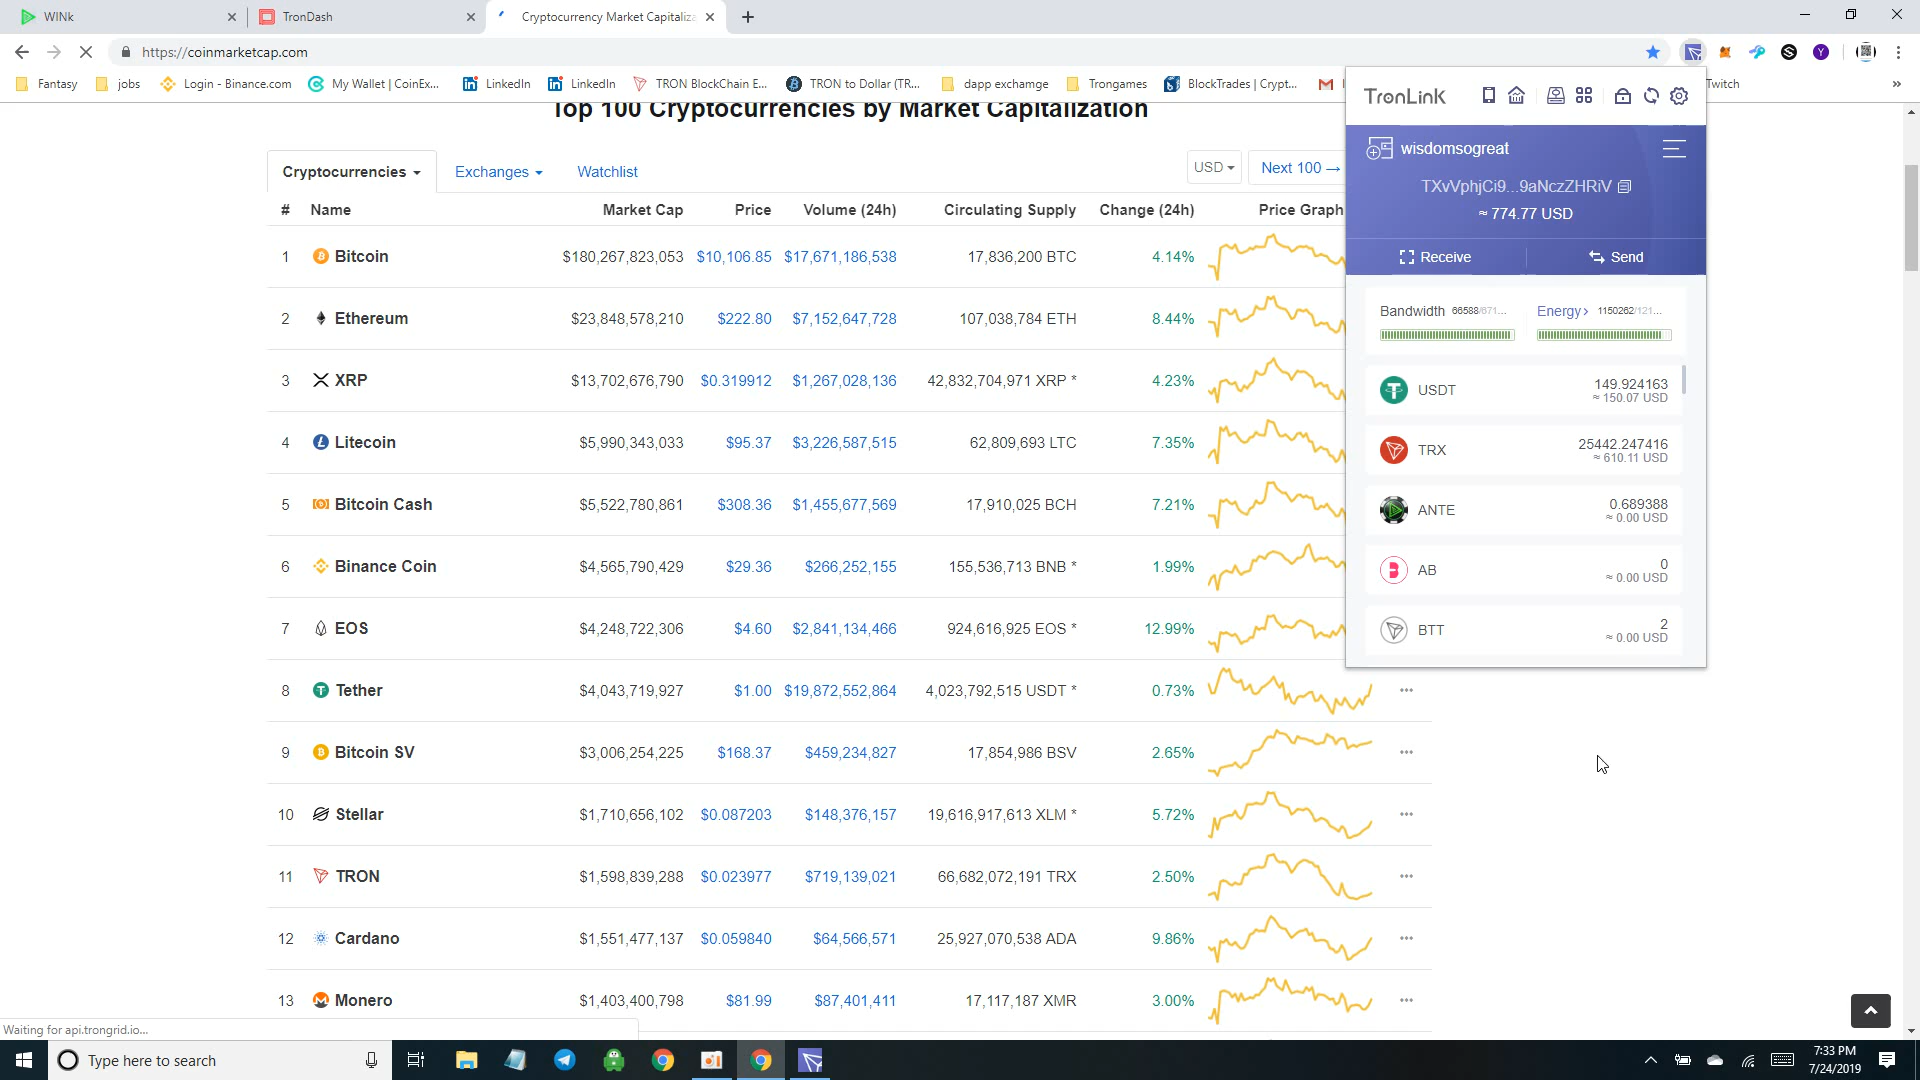 WINk
TronDash
Cryptocurrency Market Capitaliza
https://coinmarketcap.com
Fantasy
jobs
Login - Binance.com
My Wallet | CoinEx...
LinkedIn
LinkedIn
TRON BlockChain E...
TRON to Dollar (TR...
dapp exchamge
Trongames
BlockTrades | Crypt...
Twitch
Top 100 Cryptocurrencies by Market Capitalization
Cryptocurrencies
Exchanges
Watchlist
USD
Next 100 →
# Name Market Cap Price Volume (24h) Circulating Supply Change (24h) Price Graph
1 Bitcoin $180,267,823,053 $10,106.85 $17,671,186,538 17,836,200 BTC 4.14%
2 Ethereum $23,848,578,210 $222.80 $7,152,647,728 107,038,784 ETH 8.44%
3 XRP $13,702,676,790 $0.319912 $1,267,028,136 42,832,704,971 XRP * 4.23%
4 Litecoin $5,990,343,033 $95.37 $3,226,587,515 62,809,693 LTC 7.35%
5 Bitcoin Cash $5,522,780,861 $308.36 $1,455,677,569 17,910,025 BCH 7.21%
6 Binance Coin $4,565,790,429 $29.36 $266,252,155 155,536,713 BNB * 1.99%
7 EOS $4,248,722,306 $4.60 $2,841,134,466 924,616,925 EOS * 12.99%
8 Tether $4,043,719,927 $1.00 $19,872,552,864 4,023,792,515 USDT * 0.73%
9 Bitcoin SV $3,006,254,225 $168.37 $459,234,827 17,854,986 BSV 2.65%
10 Stellar $1,710,656,102 $0.087203 $148,376,157 19,616,917,613 XLM * 5.72%
11 TRON $1,598,839,288 $0.023977 $719,139,021 66,682,072,191 TRX 2.50%
12 Cardano $1,551,477,137 $0.059840 $64,566,571 25,927,070,538 ADA 9.86%
13 Monero $1,403,400,798 $81.99 $87,401,411 17,117,187 XMR 3.00%
TronLink
wisdomsogreat
TXvVphjCi9...9aNczZHRiV
≈ 774.77 USD
Receive
Send
Bandwidth 66588/671...
Energy> 1150262/121...
USDT 149.924163
≈ 150.07 USD
TRX 25442.247416
≈ 610.11 USD
ANTE 0.689388
≈ 0.00 USD
AB 0
≈ 0.00 USD
BTT 2
≈ 0.00 USD
Waiting for api.trongrid.io...
Type here to search
7:33 PM
7/24/2019